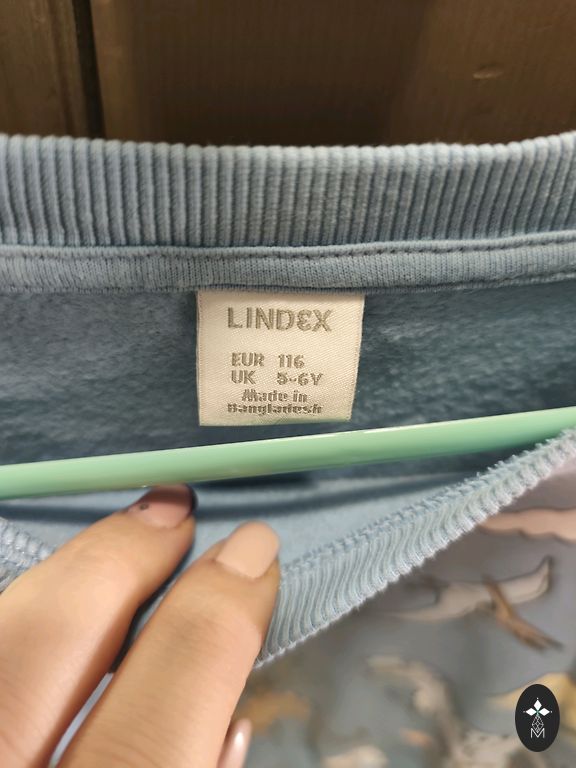 LINDEX
EUR 116
UK 5-6Y
Made in
Bangladesh
M